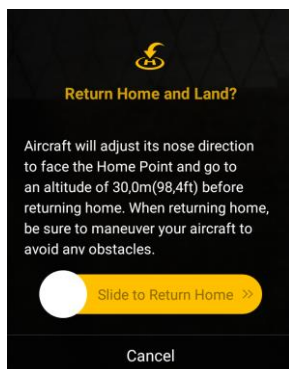 Return Home and Land?
Aircraft will adjust its nose direction
to face the Home Point and go to
an altitude of 30,0m(98,4ft) before
returning home. When returning home,
be sure to maneuver your aircraft to
avoid any obstacles.
Slide to Return Home »
Cancel